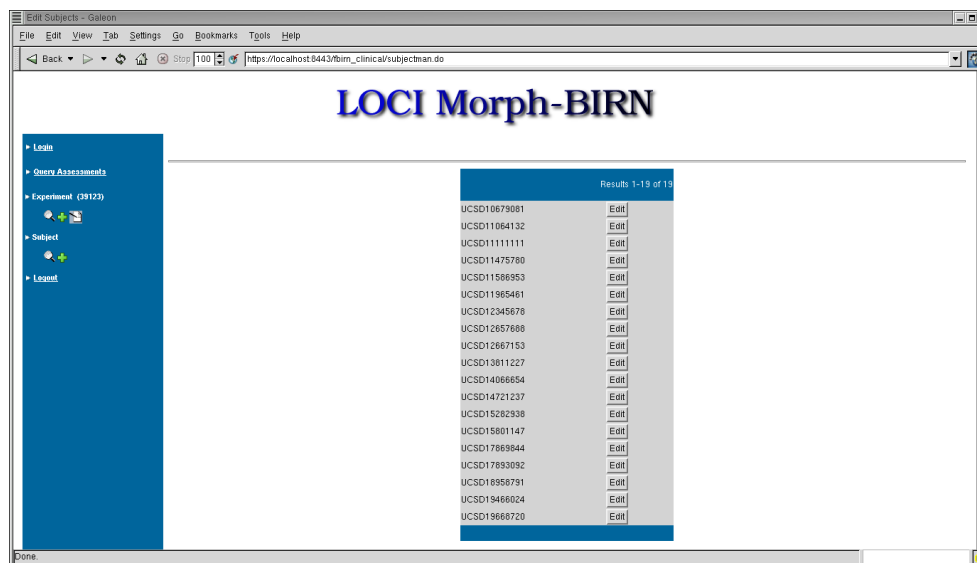 Edit Subjects - Galeon
File Edit View Tab Settings Go Bookmarks Tools Help
Back Stop 100 https://localhost:8443/fbirn_clinical/subjectman.do
LOCI Morph-BIRN
Login
Query Assessments
Experiment (39123)
Subject
Logout
Results 1-19 of 19
UCSD10679081 Edit
UCSD11064132 Edit
UCSD11111111 Edit
UCSD11475780 Edit
UCSD11586953 Edit
UCSD11965461 Edit
UCSD12345678 Edit
UCSD12657688 Edit
UCSD12667153 Edit
UCSD13811227 Edit
UCSD14066654 Edit
UCSD14721237 Edit
UCSD15282938 Edit
UCSD15801147 Edit
UCSD17869844 Edit
UCSD17893092 Edit
UCSD18958791 Edit
UCSD19466024 Edit
UCSD19668720 Edit
Done.